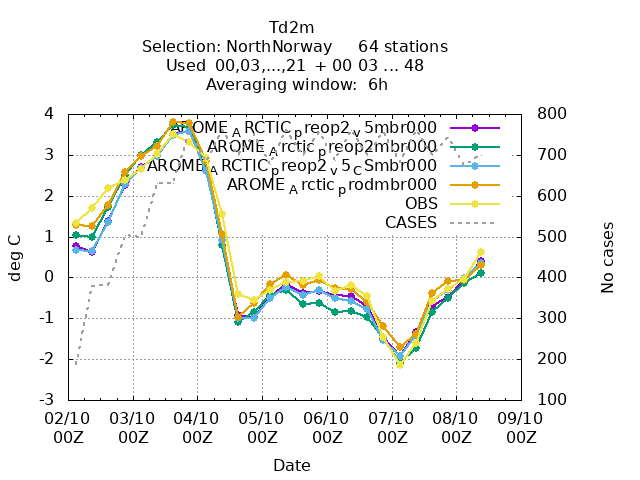 Td2m
Selection: NorthNorway 64 stations
Used 00,03,...,21 + 00 03 ... 48
Averaging window: 6h
4
3
2
1
0
-1
-2
-3
deg C
800
700
600
500
400
300
200
100
No cases
AROME_ARCTIC_preop2_v5mbr000
AROME_Arctic_preop2mbr000
AROME_ARCTIC_preop2_v5_CSmbr000
AROME_Arctic_prodmbr000
OBS
CASES
02/10 03/10 04/10 05/10 06/10 07/10 08/10 09/10
00Z 00Z 00Z 00Z 00Z 00Z 00Z 00Z
Date